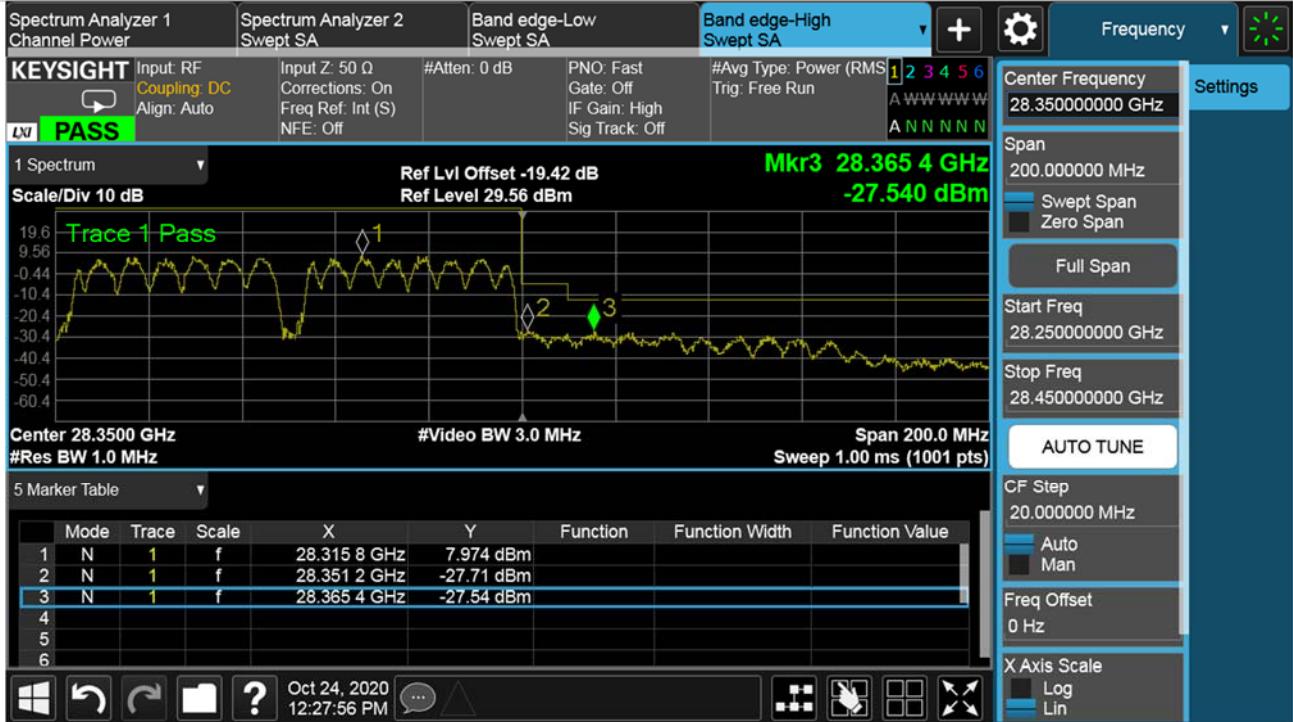 Spectrum Analyzer 1
Channel Power
Spectrum Analyzer 2
Swept SA
Band edge-Low
Swept SA
Band edge-High
Swept SA
▼
+
Frequency ▼
KEYSIGHT
LXI PASS
Input: RF
Coupling: DC
Align: Auto
Input Z: 50 Ω
Corrections: On
Freq Ref: Int (S)
NFE: Off
#Atten: 0 dB
PNO: Fast
Gate: Off
IF Gain: High
Sig Track: Off
#Avg Type: Power (RMS
Trig: Free Run
1 2 3 4 5 6
A W W W W W
A N N N N N
1 Spectrum ▼
Scale/Div 10 dB
Ref Lvl Offset -19.42 dB
Ref Level 29.56 dBm
Mkr3 28.365 4 GHz
-27.540 dBm
Trace 1 Pass
19.6
9.56
-0.44
-10.4
-20.4
-30.4
-40.4
-50.4
-60.4
1
2
3
Center 28.3500 GHz
#Video BW 3.0 MHz
Span 200.0 MHz
#Res BW 1.0 MHz
Sweep 1.00 ms (1001 pts)
5 Marker Table ▼
Mode Trace Scale X Y Function Function Width Function Value
1 N 1 f 28.315 8 GHz 7.974 dBm
2 N 1 f 28.351 2 GHz -27.71 dBm
3 N 1 f 28.365 4 GHz -27.54 dBm
4
5
6
?
Oct 24, 2020
12:27:56 PM
Center Frequency
28.350000000 GHz
Settings
Span
200.000000 MHz
Swept Span
Zero Span
Full Span
Start Freq
28.250000000 GHz
Stop Freq
28.450000000 GHz
AUTO TUNE
CF Step
20.000000 MHz
Auto
Man
Freq Offset
0 Hz
X Axis Scale
Log
Lin